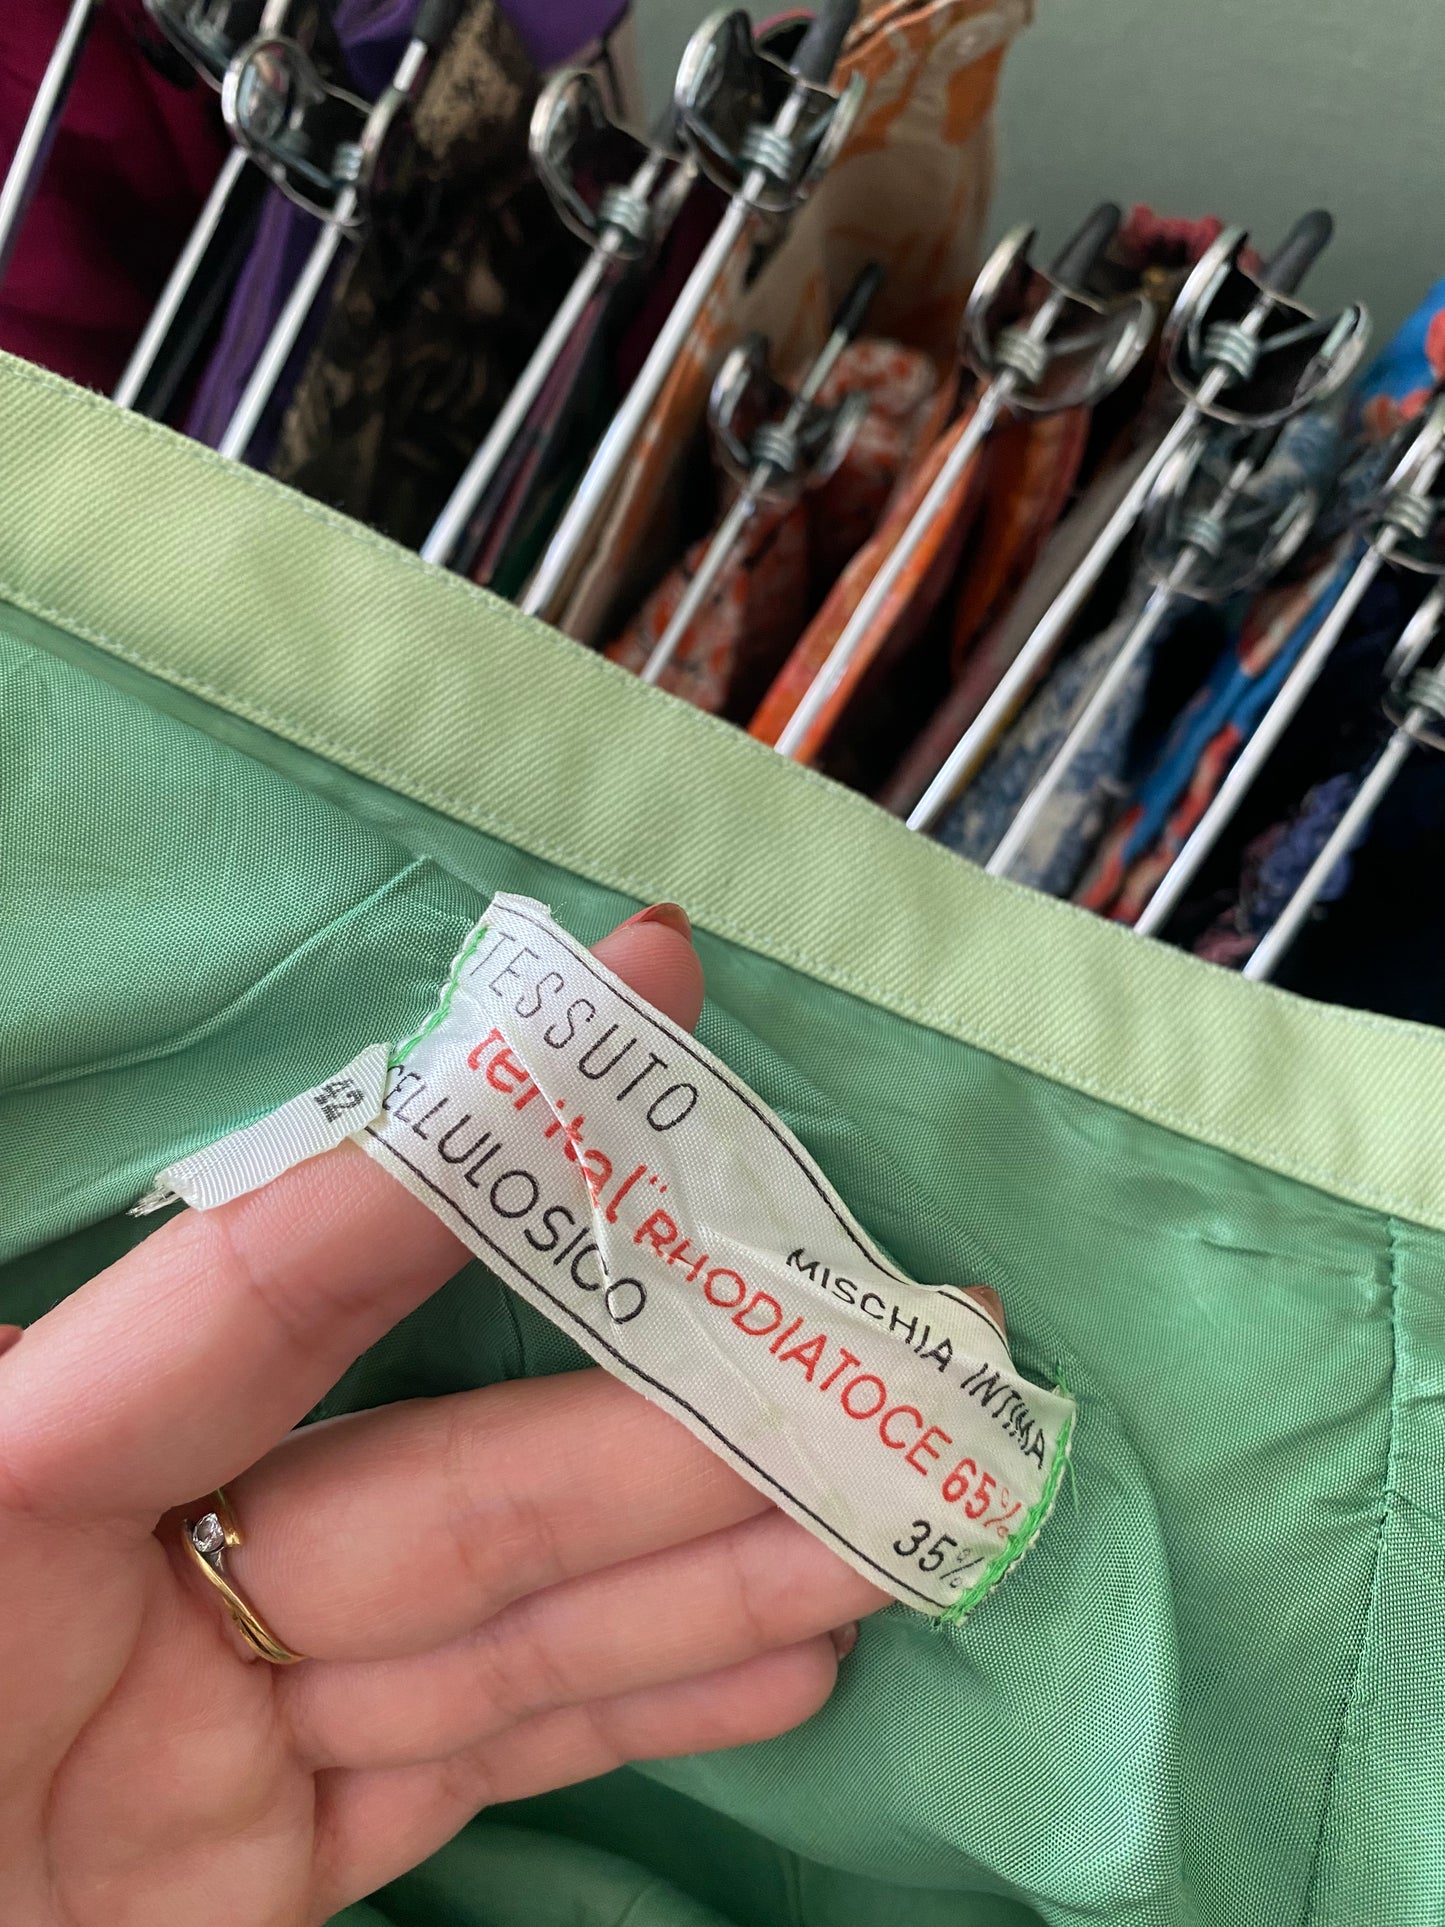 TESSUTO MISCHIA INTIMA
"terital" RHODIATOCE 65%
CELLULOSICO 35%
42